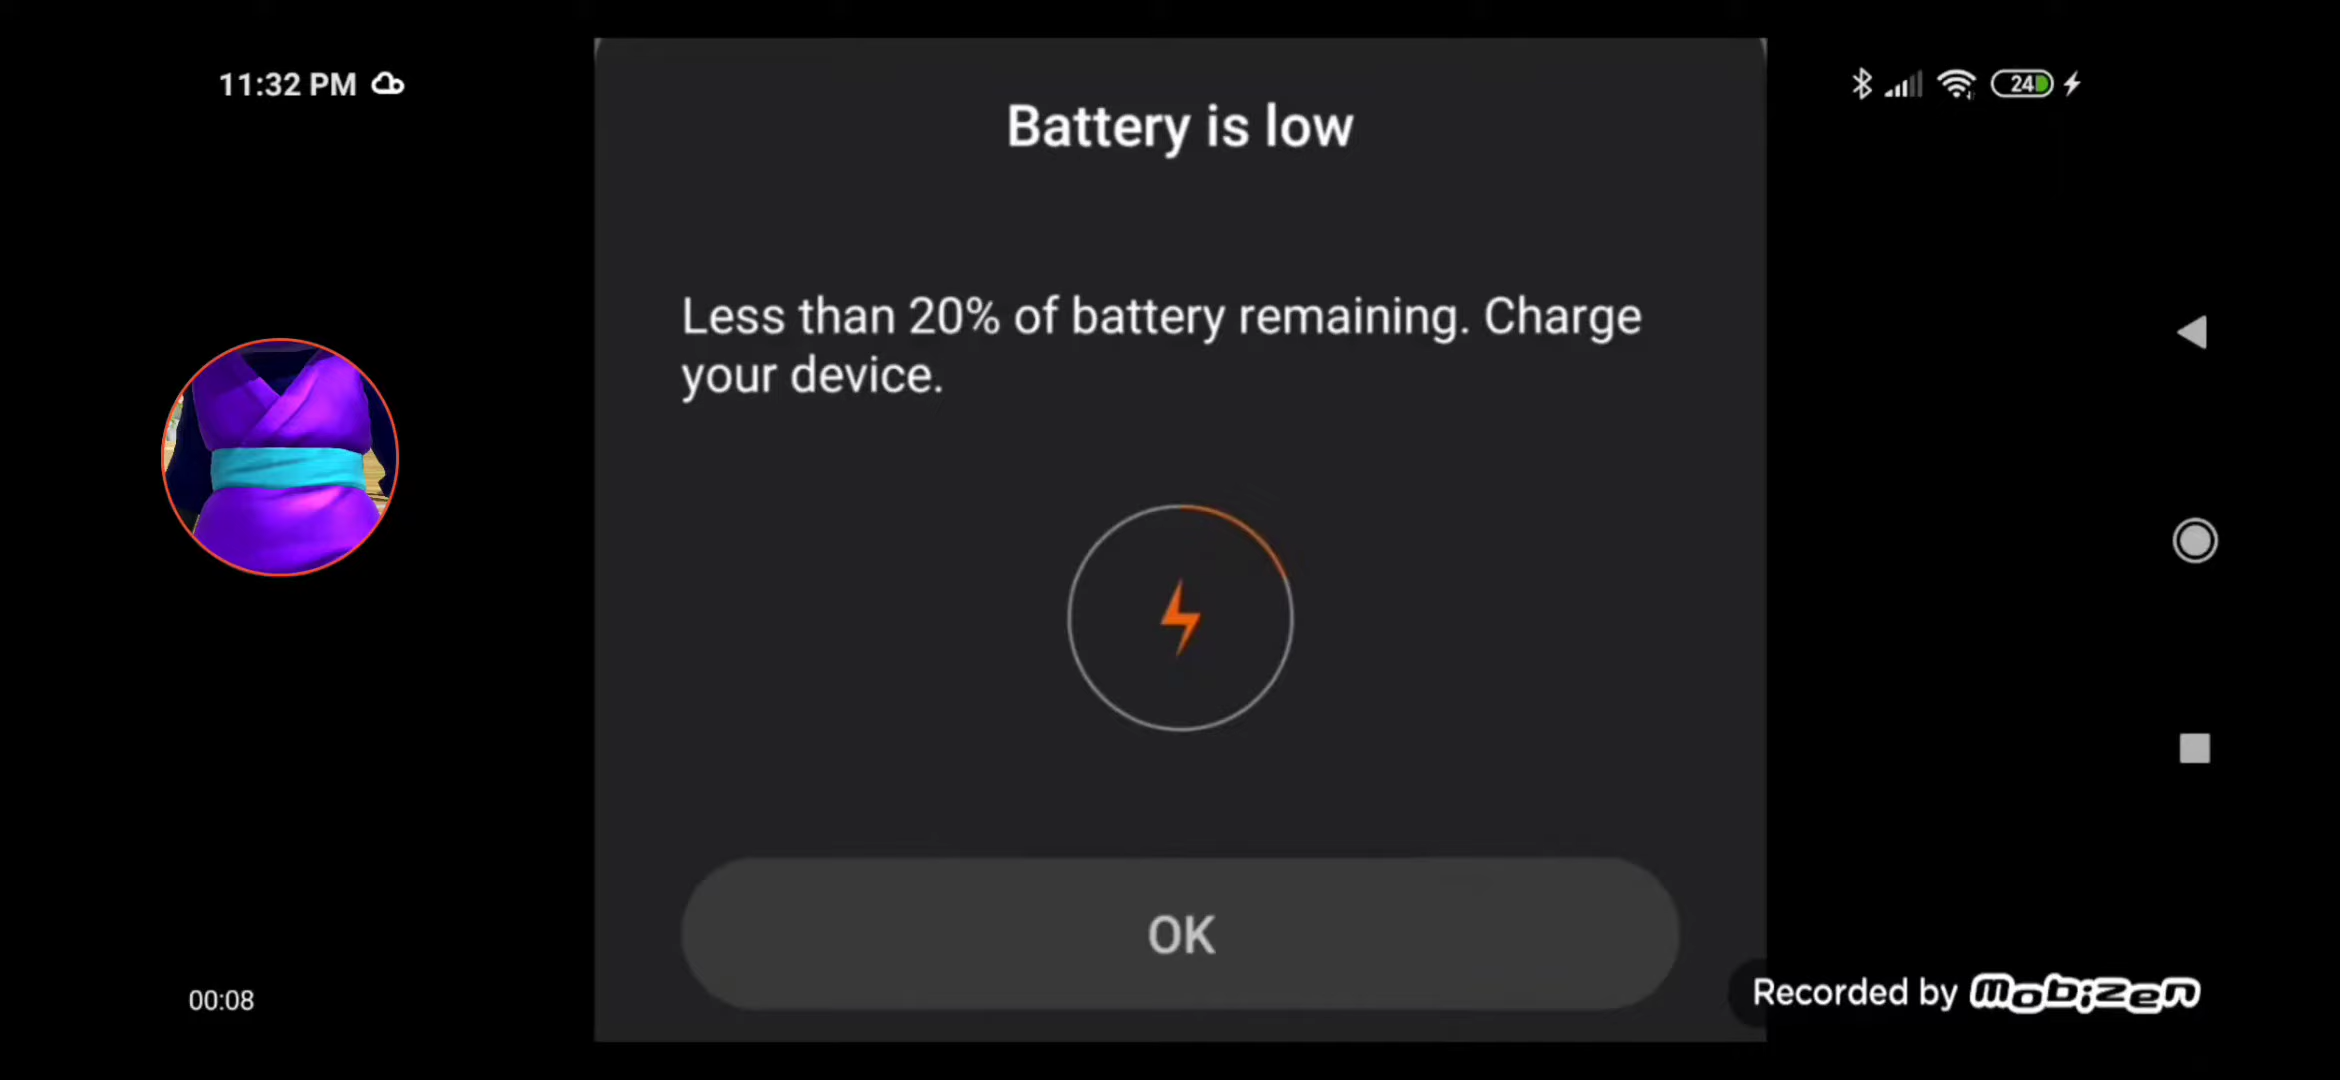 11:32 PM
24
Battery is low
Less than 20% of battery remaining. Charge
your device.
OK
00:08
Recorded by mobizen